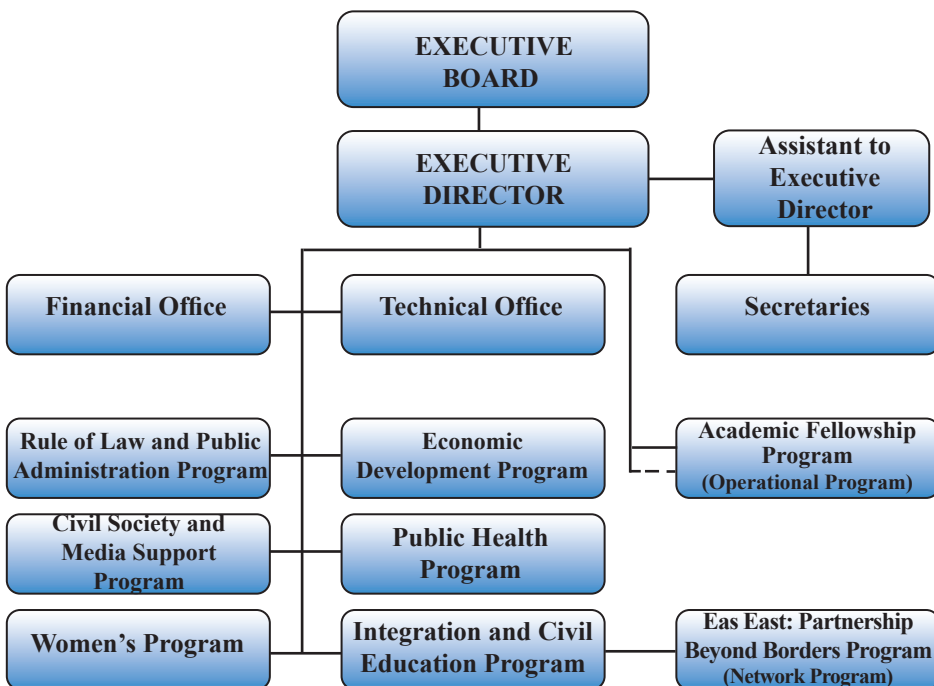 EXECUTIVE
BOARD
EXECUTIVE
DIRECTOR
Assistant to
Executive
Director
Financial Office
Technical Office
Secretaries
Rule of Law and Public
Administration Program
Economic
Development Program
Academic Fellowship
Program
(Operational Program)
Civil Society and
Media Support
Program
Public Health
Program
Women's Program
Integration and Civil
Education Program
Eas East: Partnership
Beyond Borders Program
(Network Program)